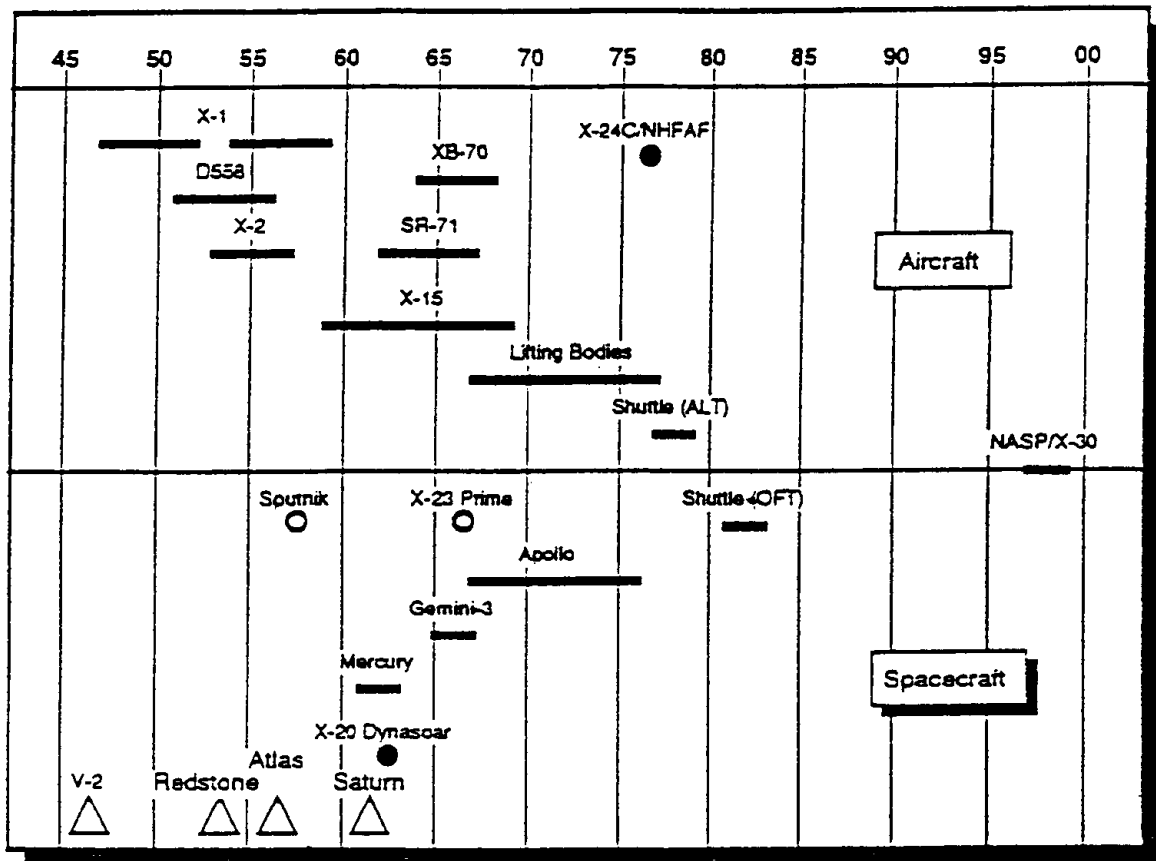 45 50 55 60 65 70 75 80 85 90 95 00
X-1
X-24C/NHFAF
XB-70
D558
X-2
SR-71
Aircraft
X-15
Lifting Bodies
Shuttle (ALT)
NASP/X-30
Sputnik
X-23 Prime
Shuttle (OFT)
Apollo
Gemini-3
Mercury
Spacecraft
X-20 Dynasoar
Atlas
V-2
Redstone
Saturn